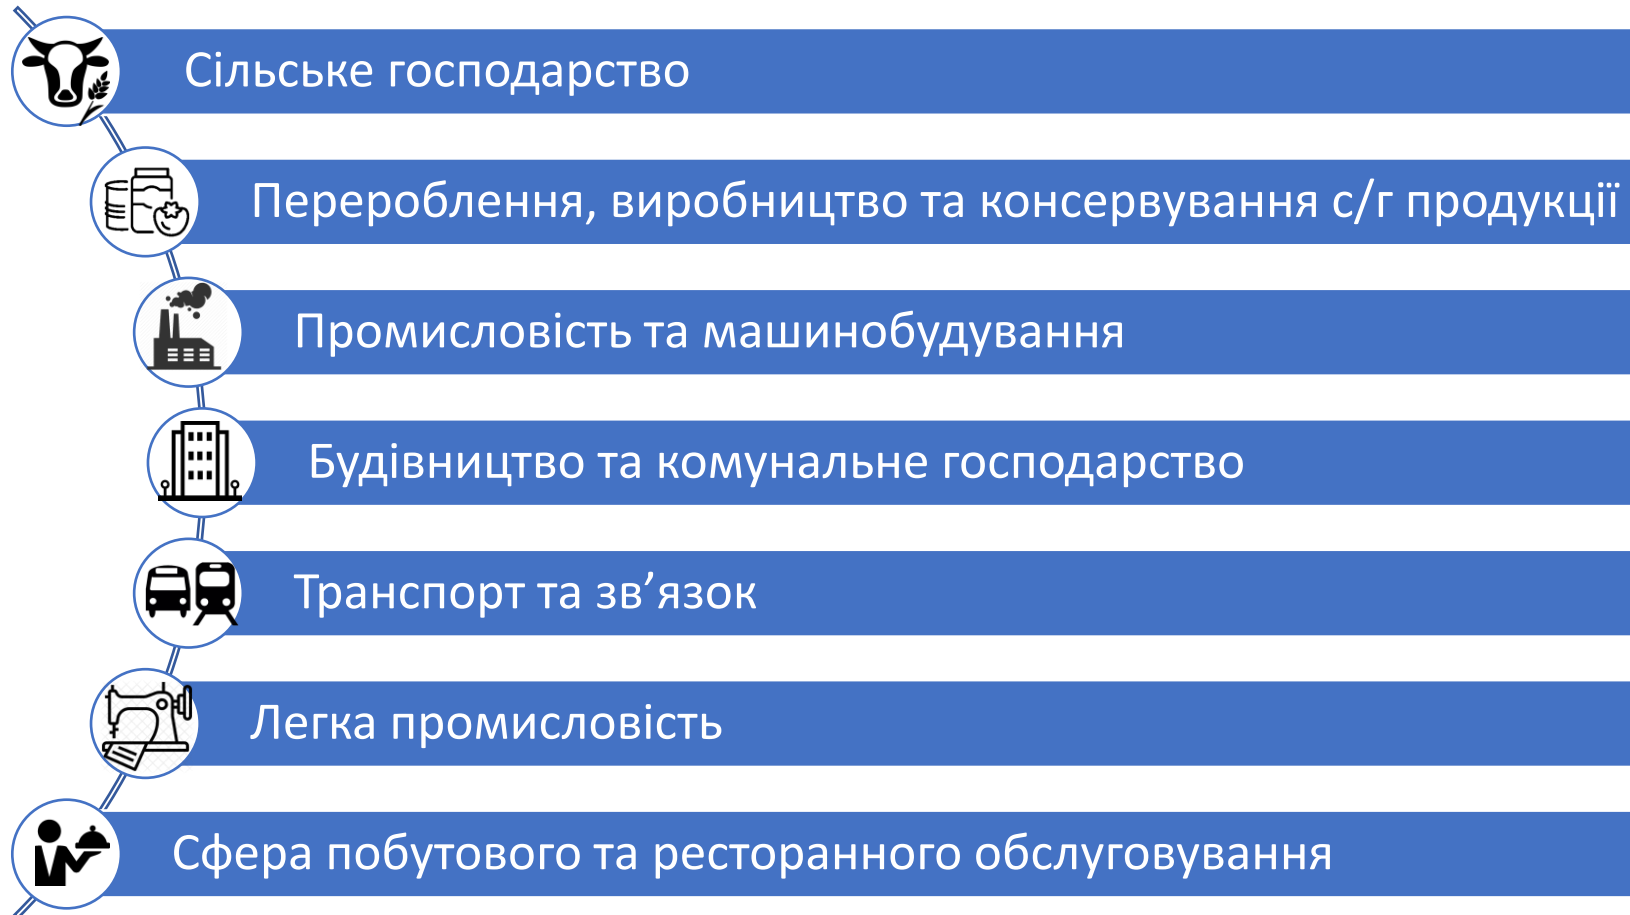 Сільське господарство
Перероблення, виробництво та консервування с/г продукції
Промисловість та машинобудування
Будівництво та комунальне господарство
Транспорт та зв’язок
Легка промисловість
Сфера побутового та ресторанного обслуговування